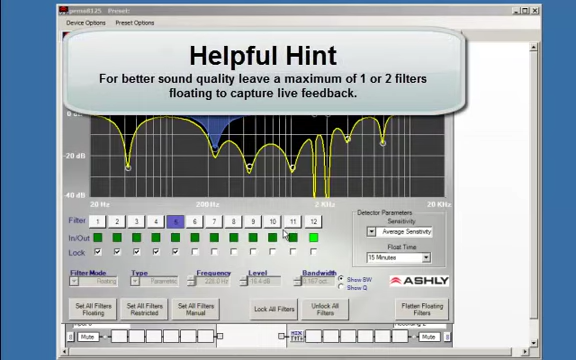 Device Options Preset Options
Helpful Hint
For better sound quality leave a maximum of 1 or 2 filters
floating to capture live feedback.
-20 dB
-40 dB
20 Hz 200 Hz 2 KHz 20 KHz
Detector Parameters
Sensitivity
Average Sensitivity
Float Time
15 Minutes
Filter 1 2 3 4 5 6 7 8 9 10 11 12
In/Out
Lock
Filter Mode Type Frequency Level Bandwidth
Floating Parametric
Show BW
Show Q
ASHLY
Set All Filters Floating
Set All Filters Restricted
Set All Filters Manual
Lock All Filters
Unlock All Filters
Flatten Floating Filters
Mute
Mute